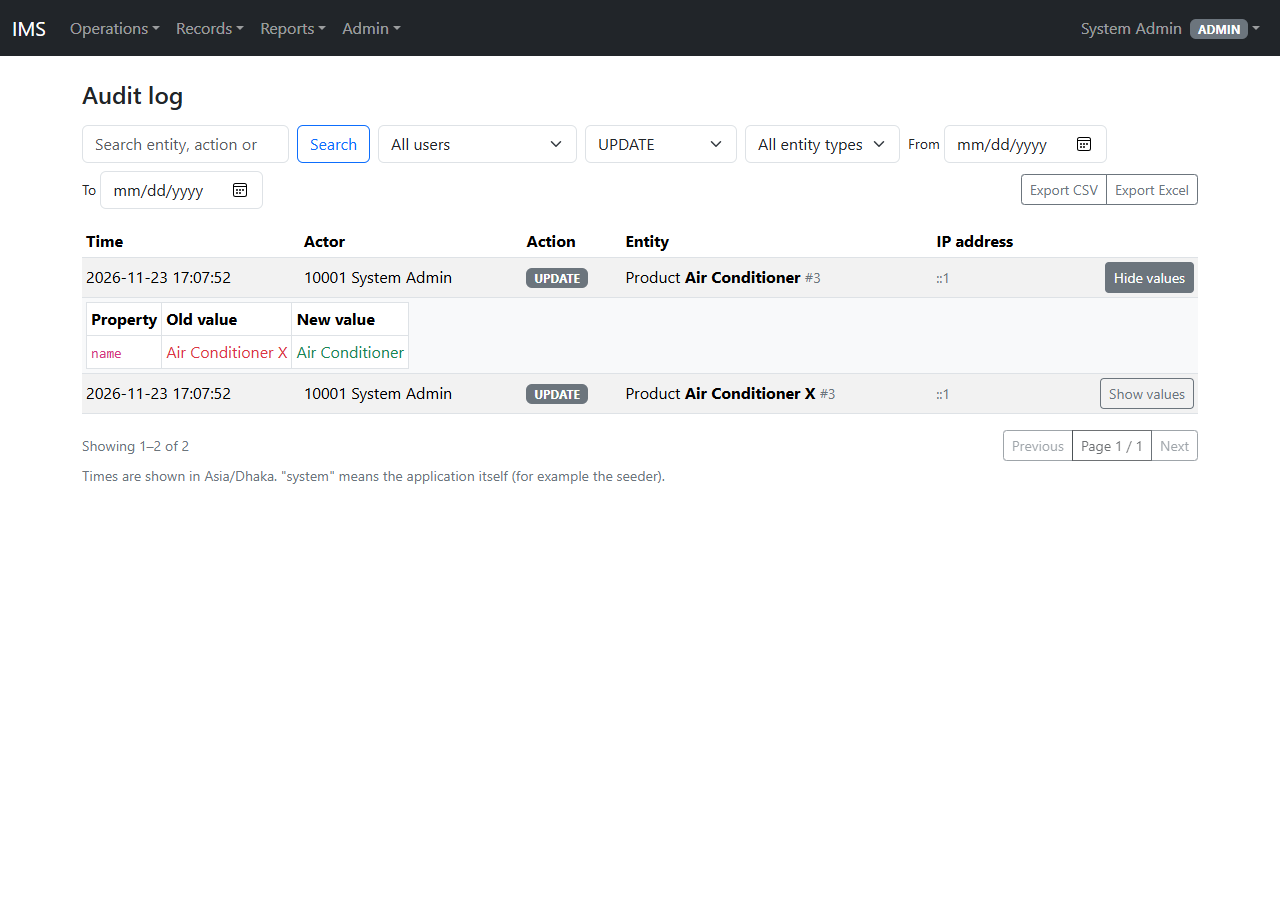 IMS Operations Records Reports Admin System Admin ADMIN
Audit log
Search entity, action or Search All users UPDATE All entity types From mm/dd/yyyy
To mm/dd/yyyy Export CSV Export Excel
Time Actor Action Entity IP address
2026-11-23 17:07:52 10001 System Admin UPDATE Product Air Conditioner #3 ::1 Hide values
Property Old value New value
name Air Conditioner X Air Conditioner
2026-11-23 17:07:52 10001 System Admin UPDATE Product Air Conditioner X #3 ::1 Show values
Showing 1–2 of 2 Previous Page 1 / 1 Next
Times are shown in Asia/Dhaka. "system" means the application itself (for example the seeder).